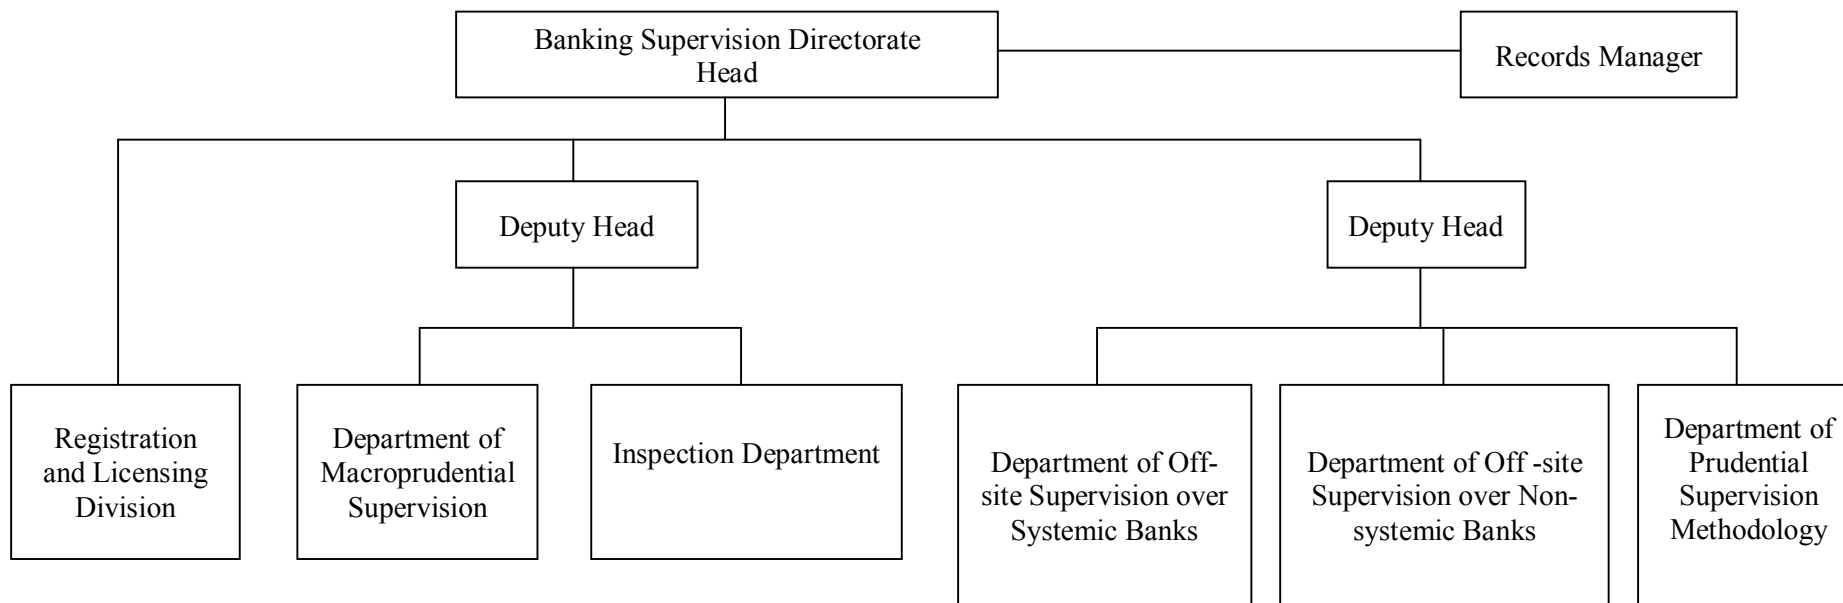 Banking Supervision Directorate
Head
Records Manager
Deputy Head
Deputy Head
Registration
and Licensing
Division
Department of
Macroprudential
Supervision
Inspection Department
Department of Off-
site Supervision over
Systemic Banks
Department of Off -site
Supervision over Non-
systemic Banks
Department of
Prudential
Supervision
Methodology